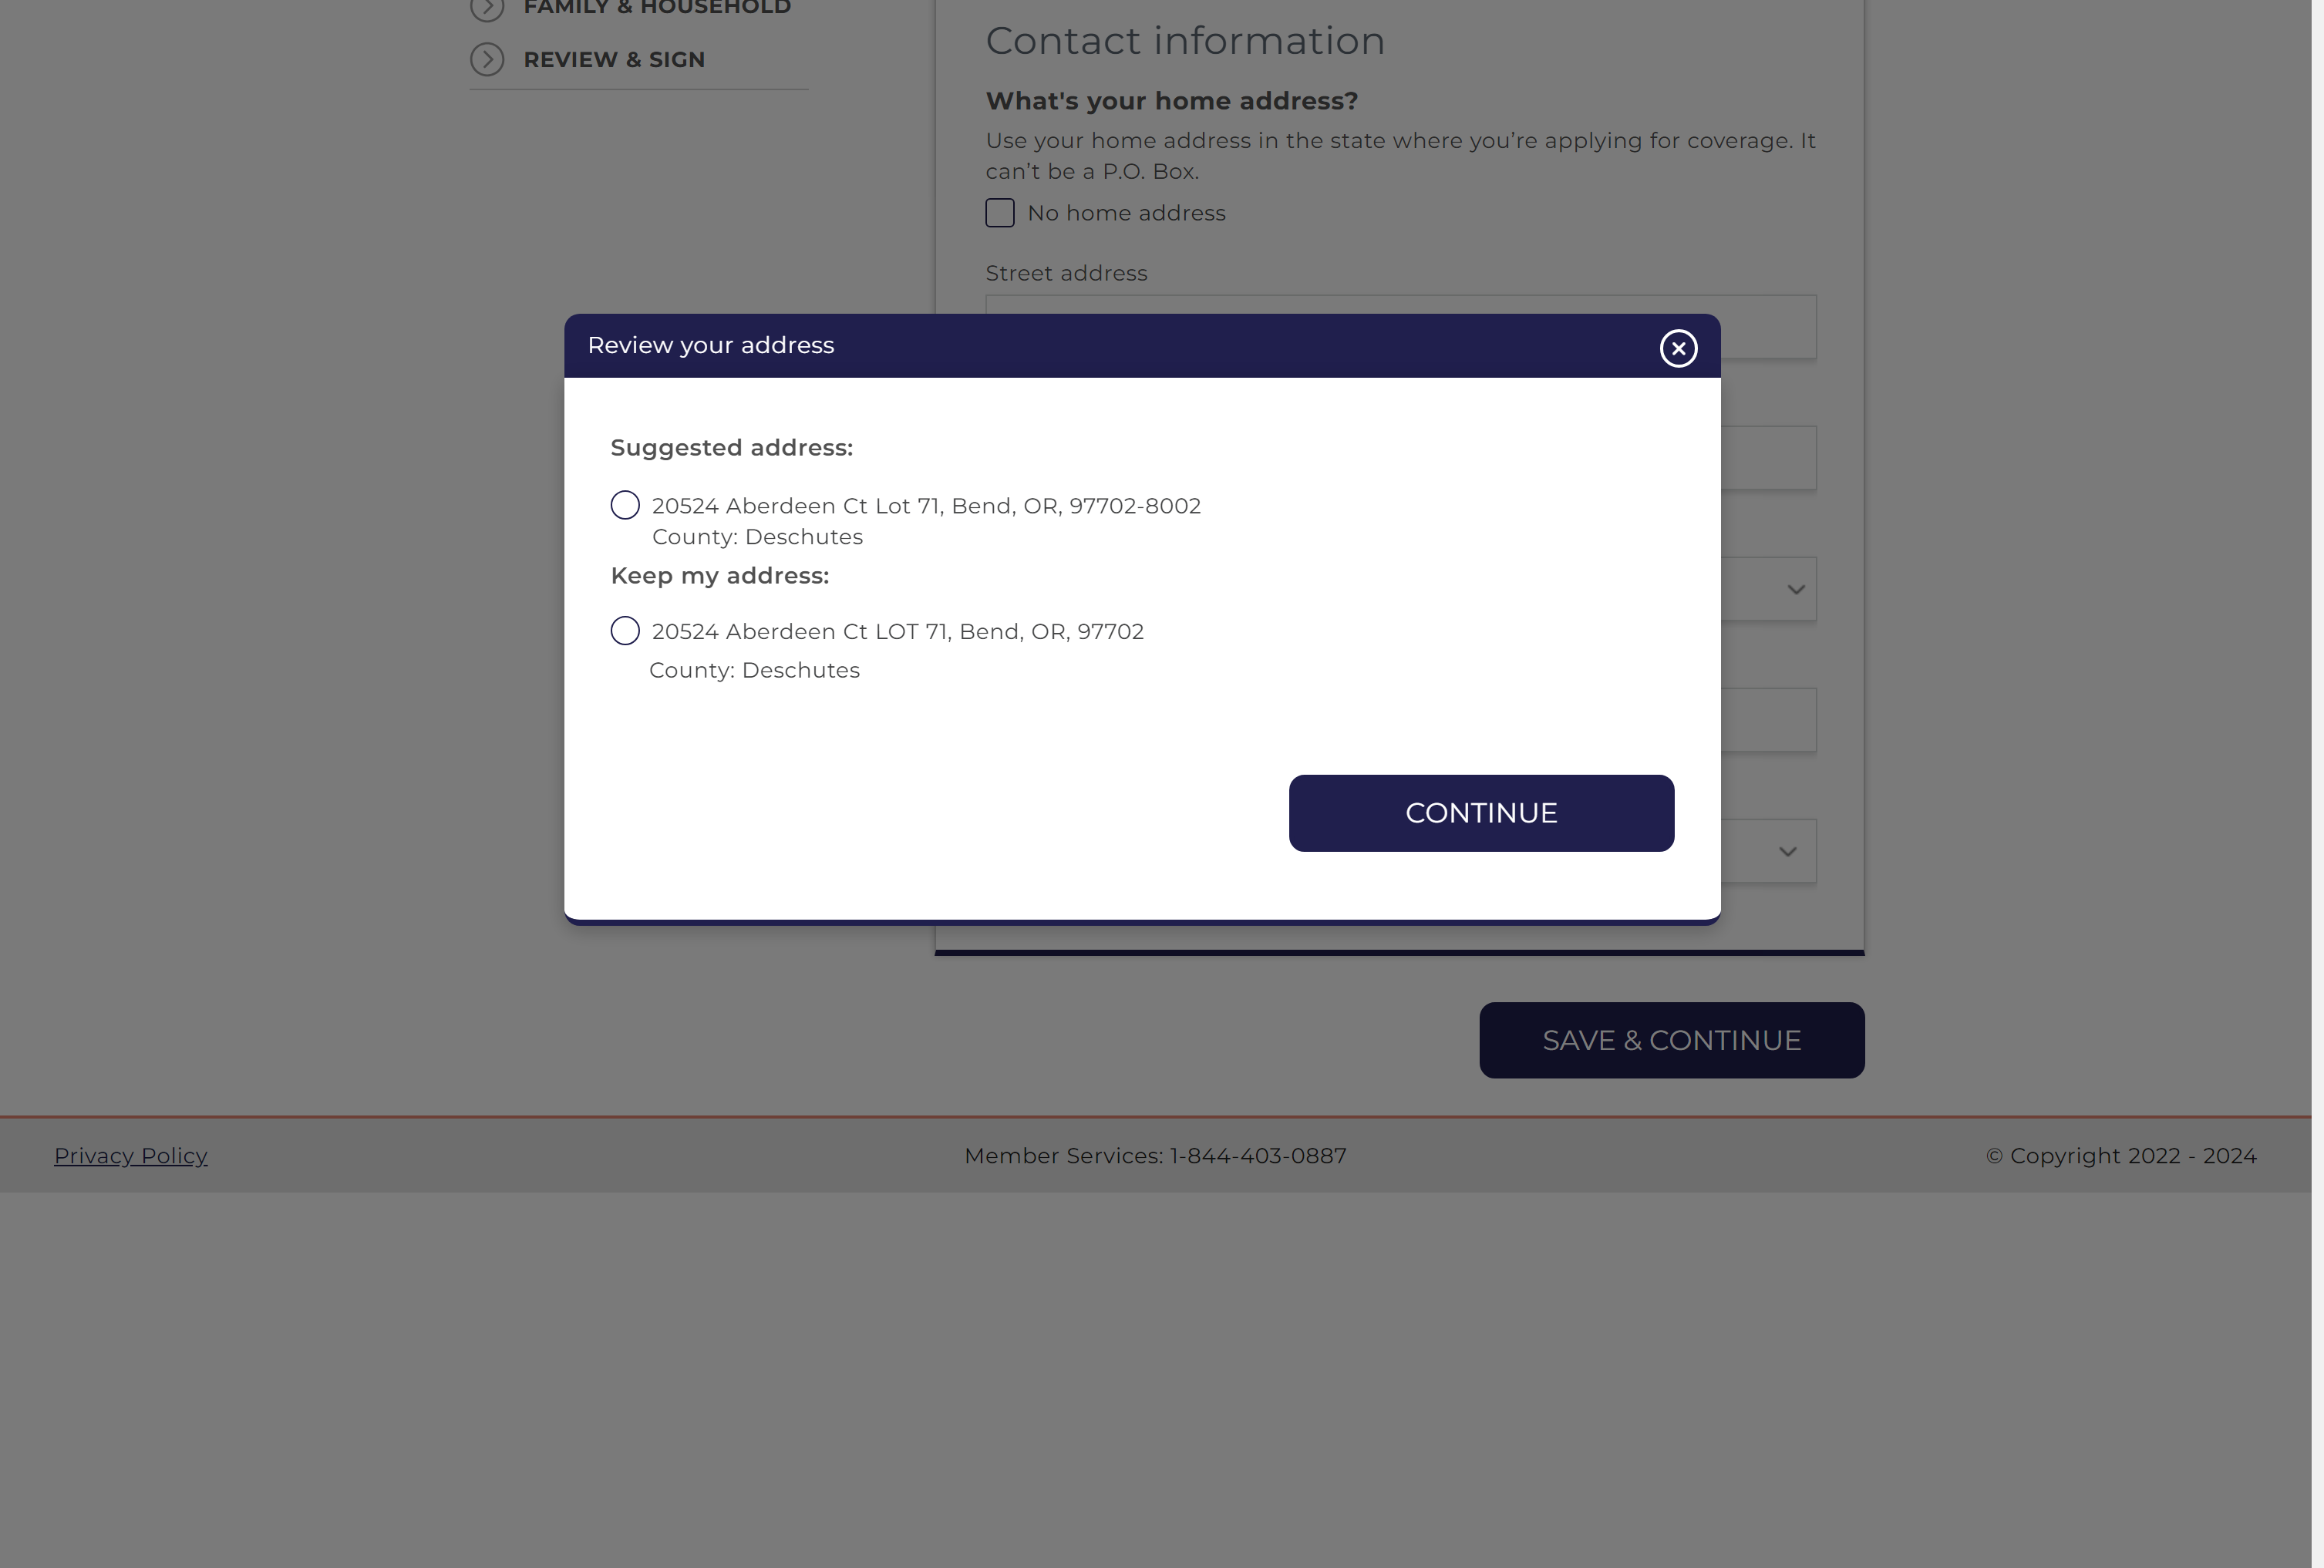 FAMILY & HOUSEHOLD
REVIEW & SIGN
Contact information
What's your home address?
Use your home address in the state where you’re applying for coverage. It
can’t be a P.O. Box.
No home address
Street address
Review your address
Suggested address:
20524 Aberdeen Ct Lot 71, Bend, OR, 97702-8002
County: Deschutes
Keep my address:
20524 Aberdeen Ct LOT 71, Bend, OR, 97702
County: Deschutes
CONTINUE
SAVE & CONTINUE
Privacy Policy
Member Services: 1-844-403-0887
© Copyright 2022 - 2024